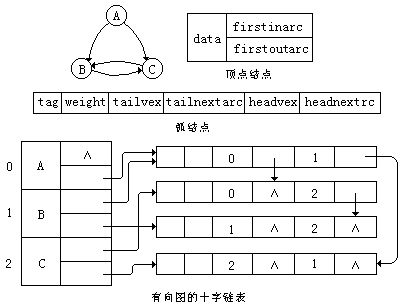 A
B C
data firstinarc
firstoutarc
顶点结点
tag weight tailvex tailnextarc headvex headnextrc
弧结点
0 A ∧ 0 1
1 B 0 ∧ 2
1 ∧ 2 ∧
2 C 2 ∧ 1 ∧
有向图的十字链表